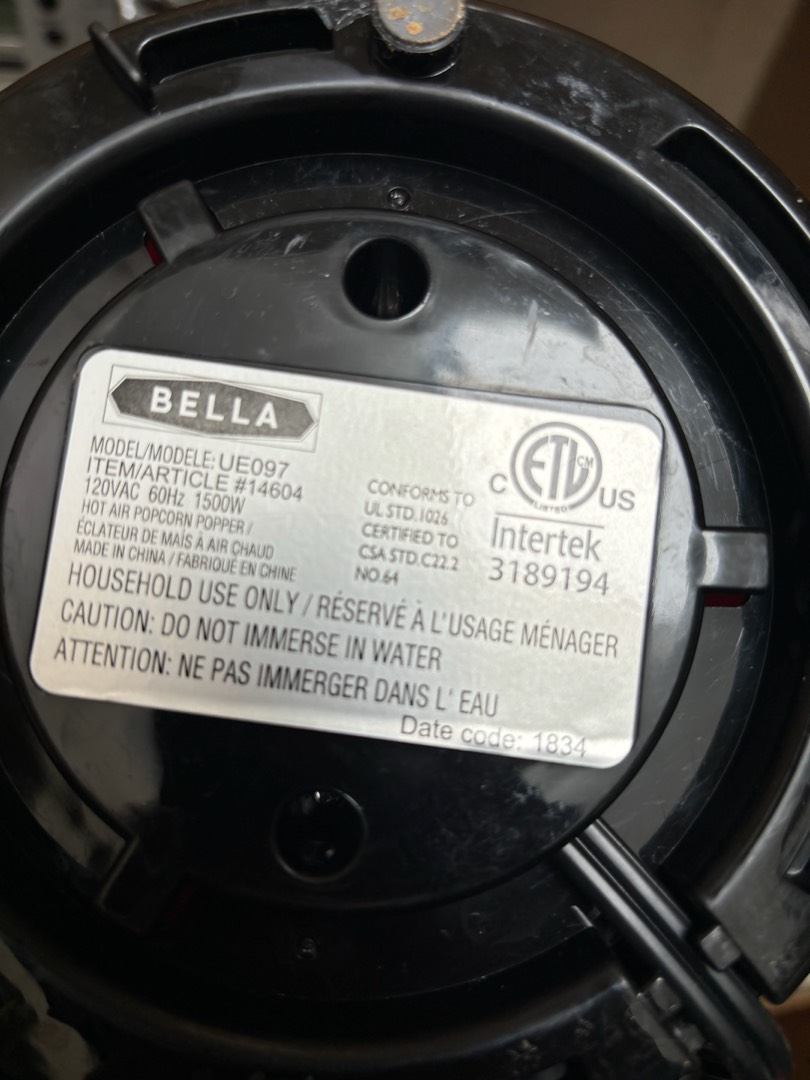 BELLA
MODEL/MODELE: UE097
ITEM/ARTICLE #14604
120VAC 60Hz 1500W
HOT AIR POPCORN POPPER /
ÉCLATEUR DE MAÏS À AIR CHAUD
MADE IN CHINA / FABRIQUÉ EN CHINE
CONFORMS TO
UL STD.1026
CERTIFIED TO
CSA STD.C22.2
NO.64
C ETL CM US
LISTED
Intertek
3189194
HOUSEHOLD USE ONLY / RÉSERVÉ À L'USAGE MÉNAGER
CAUTION: DO NOT IMMERSE IN WATER
ATTENTION: NE PAS IMMERGER DANS L' EAU
Date code: 1834